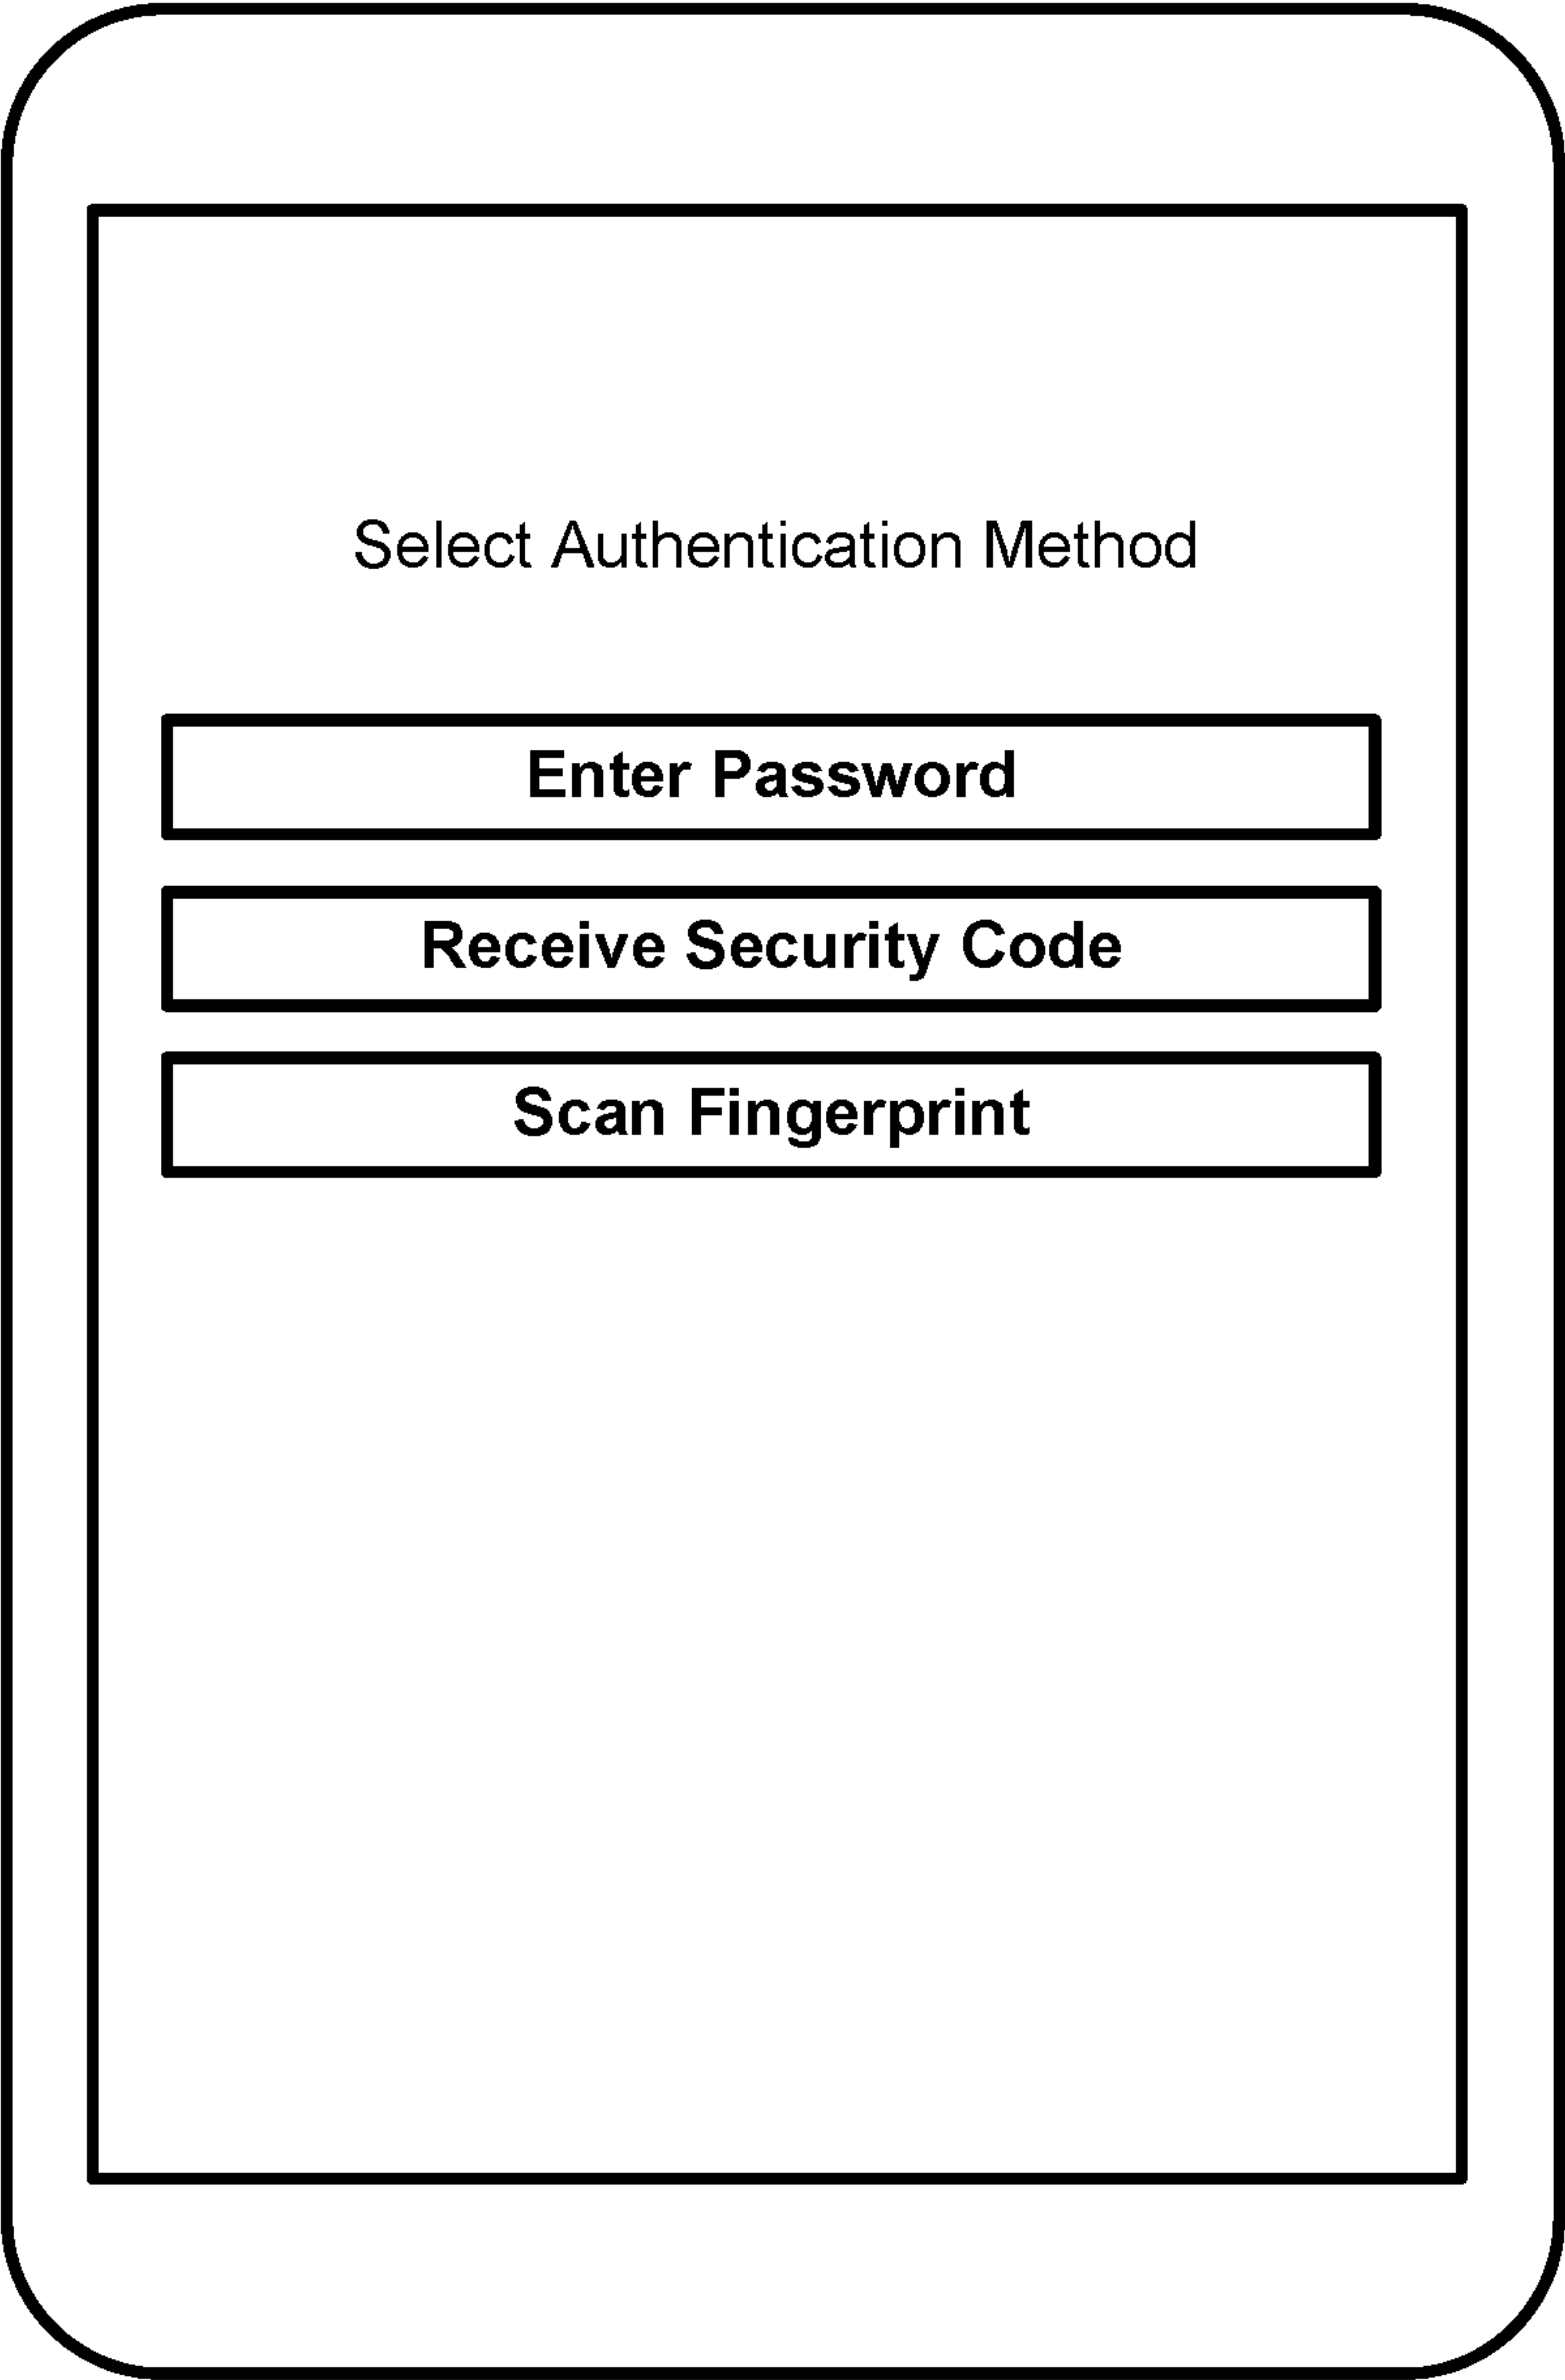 Select Authentication Method
Enter Password
Receive Security Code
Scan Fingerprint